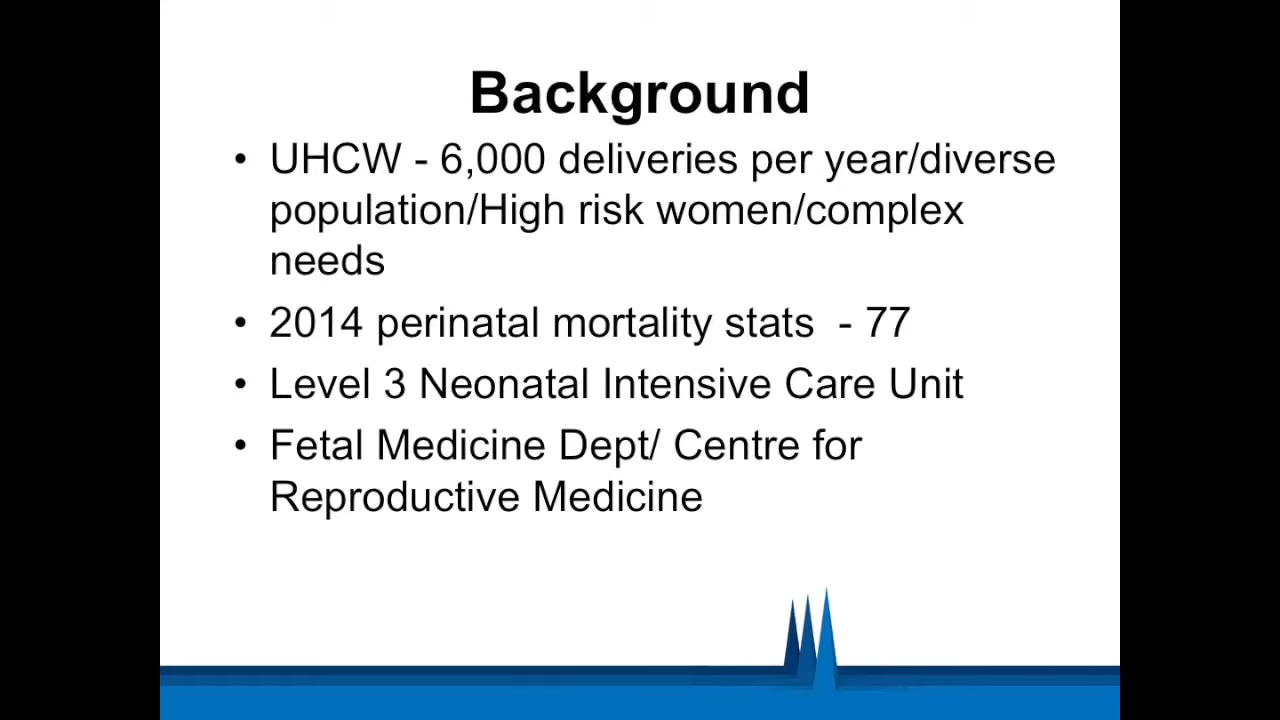 Background
• UHCW - 6,000 deliveries per year/diverse
population/High risk women/complex
needs
• 2014 perinatal mortality stats  - 77
• Level 3 Neonatal Intensive Care Unit
• Fetal Medicine Dept/ Centre for
Reproductive Medicine